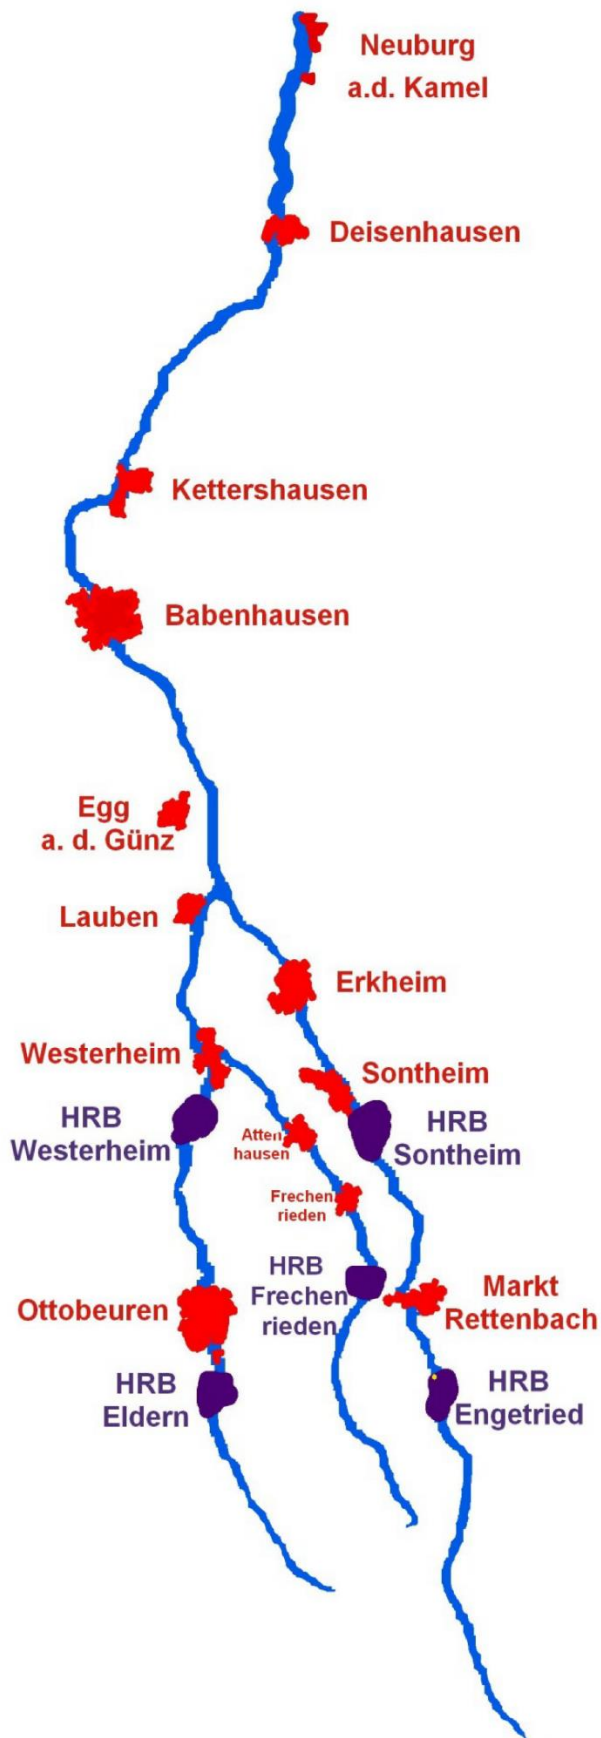 Neuburg
a.d. Kamel
Deisenhausen
Kettershausen
Babenhausen
Egg
a. d. Günz
Lauben
Erkheim
Westerheim
Sontheim
HRB
Westerheim
Atten
hausen
HRB
Sontheim
Frechen
rieden
HRB
Frechen
rieden
Markt
Rettenbach
Ottobeuren
HRB
Eldern
HRB
Engetried